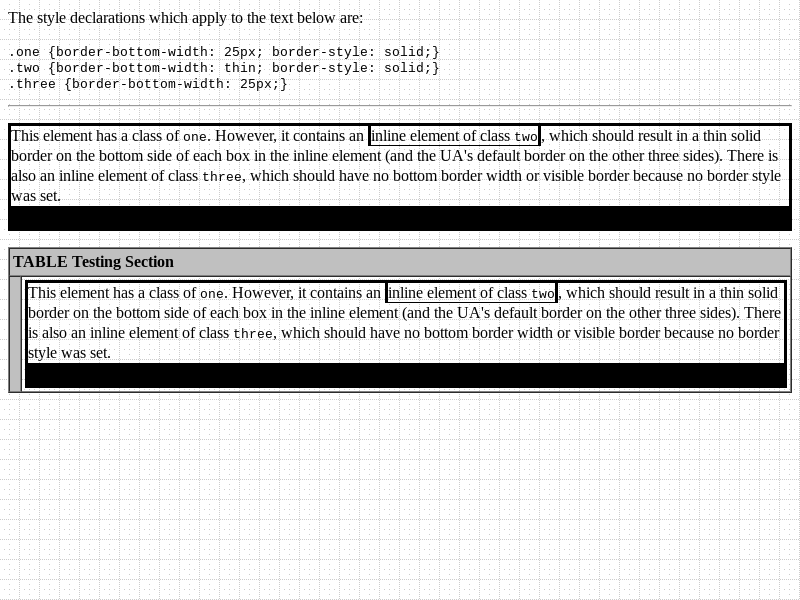 The style declarations which apply to the text below are:
.one {border-bottom-width: 25px; border-style: solid;}
.two {border-bottom-width: thin; border-style: solid;}
.three {border-bottom-width: 25px;}
This element has a class of one. However, it contains an inline element of class two, which should result in a thin solid
border on the bottom side of each box in the inline element (and the UA's default border on the other three sides). There is
also an inline element of class three, which should have no bottom border width or visible border because no border style
was set.
TABLE Testing Section
This element has a class of one. However, it contains an inline element of class two, which should result in a thin solid
border on the bottom side of each box in the inline element (and the UA's default border on the other three sides). There
is also an inline element of class three, which should have no bottom border width or visible border because no border
style was set.